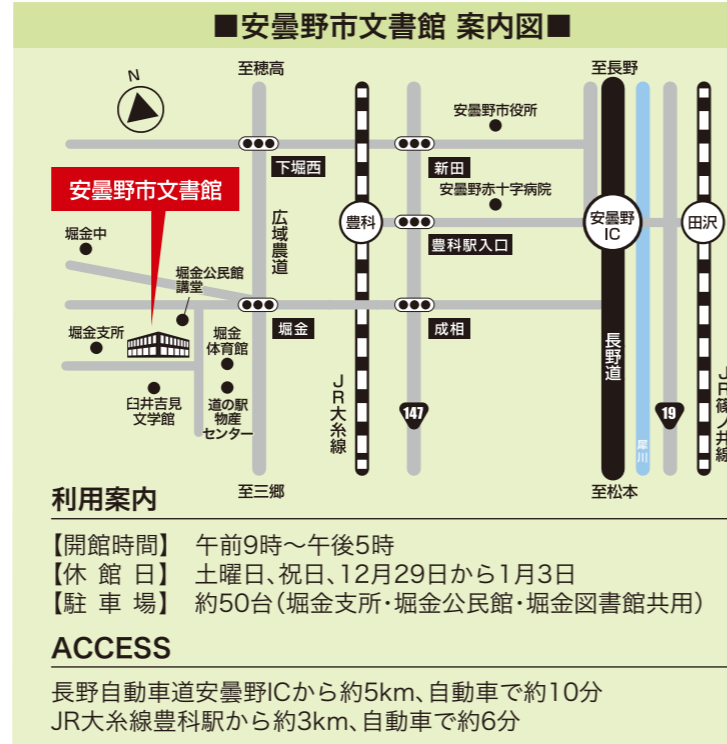 ■安曇野市文書館 案内図■
N
至穂高
至長野
安曇野市役所
下堀西
新田
安曇野市文書館
安曇野赤十字病院
広域農道
豊科
安曇野
IC
田沢
豊科駅入口
堀金中
堀金公民館
講堂
堀金
成相
堀金支所
堀金
体育館
長野道
臼井吉見
文学館
道の駅
物産
センター
JR大糸線
147
19
JR篠ノ井線
犀川
至三郷
至松本
利用案内
【開館時間】 午前9時〜午後5時
【休 館 日】 土曜日、祝日、12月29日から1月3日
【駐 車 場】 約50台(堀金支所・堀金公民館・堀金図書館共用)
ACCESS
長野自動車道安曇野ICから約5km、自動車で約10分
JR大糸線豊科駅から約3km、自動車で約6分